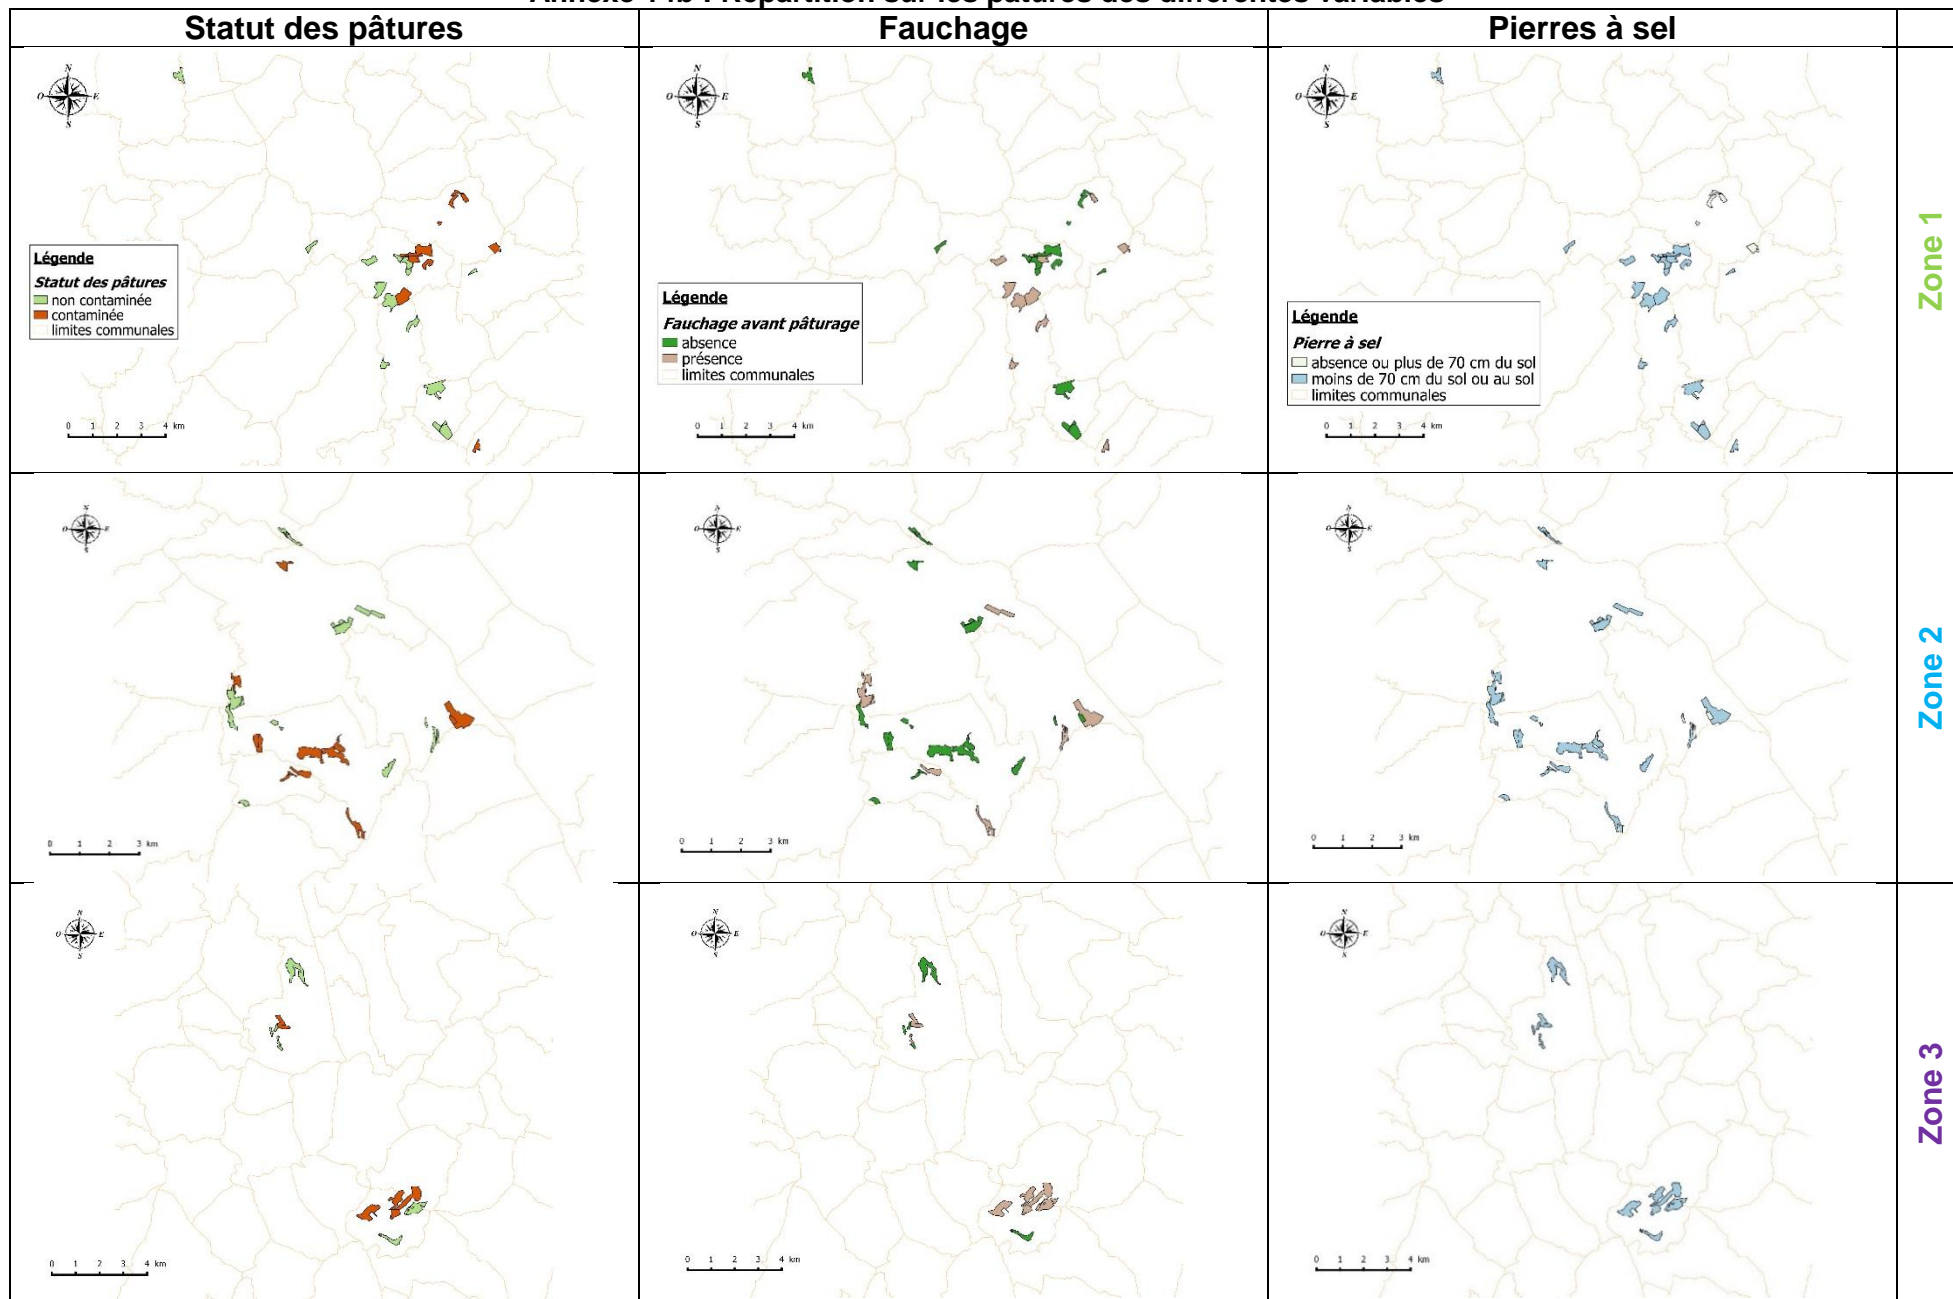 Statut des pâtures
Fauchage
Pierres à sel
N
O E
S
Légende
Statut des pâtures
non contaminée
contaminée
limites communales
0 1 2 3 4 km
N
O E
S
Légende
Fauchage avant pâturage
absence
présence
limites communales
0 1 2 3 4 km
N
O E
S
Légende
Pierre à sel
absence ou plus de 70 cm du sol
moins de 70 cm du sol ou au sol
limites communales
0 1 2 3 4 km
Zone 1
N
O E
S
0 1 2 3 km
N
O E
S
0 1 2 3 km
N
O E
S
0 1 2 3 km
Zone 2
N
O E
S
0 1 2 3 4 km
N
O E
S
0 1 2 3 4 km
N
O E
S
0 1 2 3 4 km
Zone 3